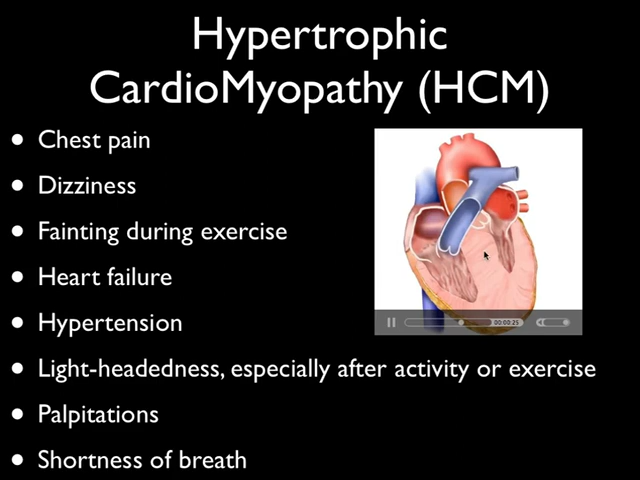 Hypertrophic
CardioMyopathy (HCM)
• Chest pain
• Dizziness
• Fainting during exercise
• Heart failure
• Hypertension
• Light-headedness, especially after activity or exercise
• Palpitations
• Shortness of breath
00:00:25